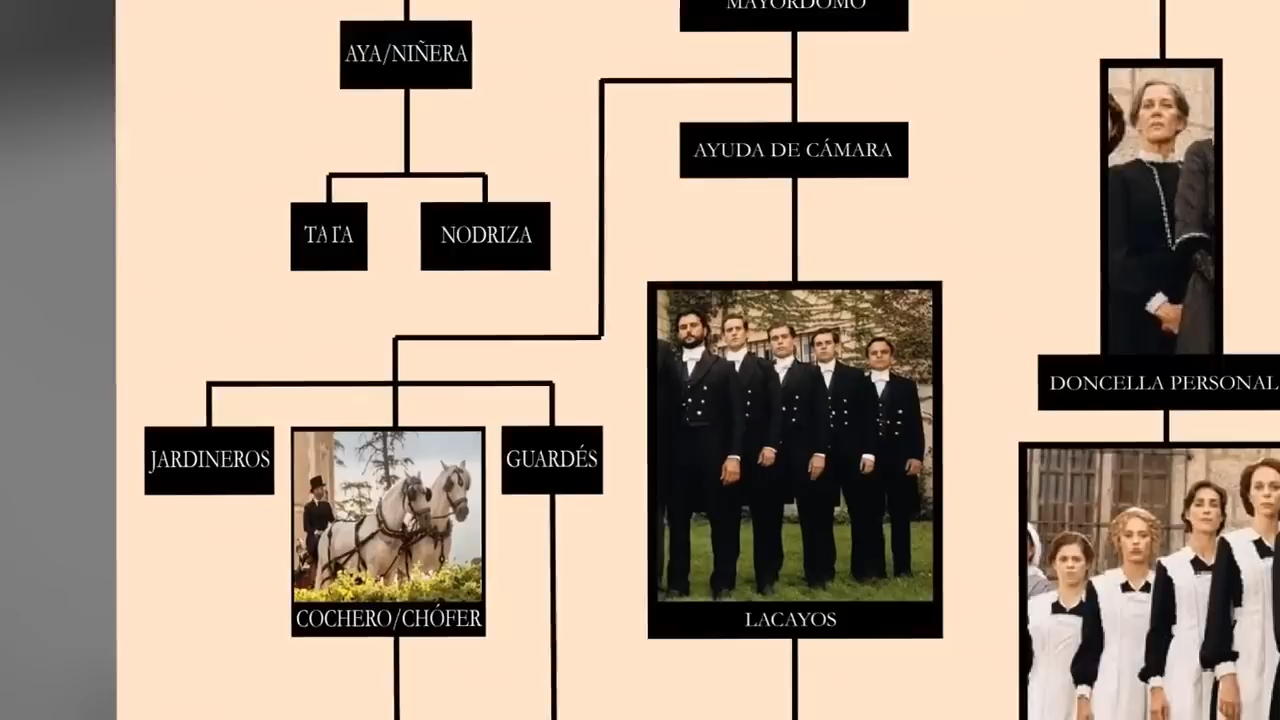 MAYORDOMO
AYA/NIÑERA
AYUDA DE CÁMARA
TATA
NODRIZA
DONCELLA PERSONAL
JARDINEROS
GUARDÉS
COCHERO/CHÓFER
LACAYOS